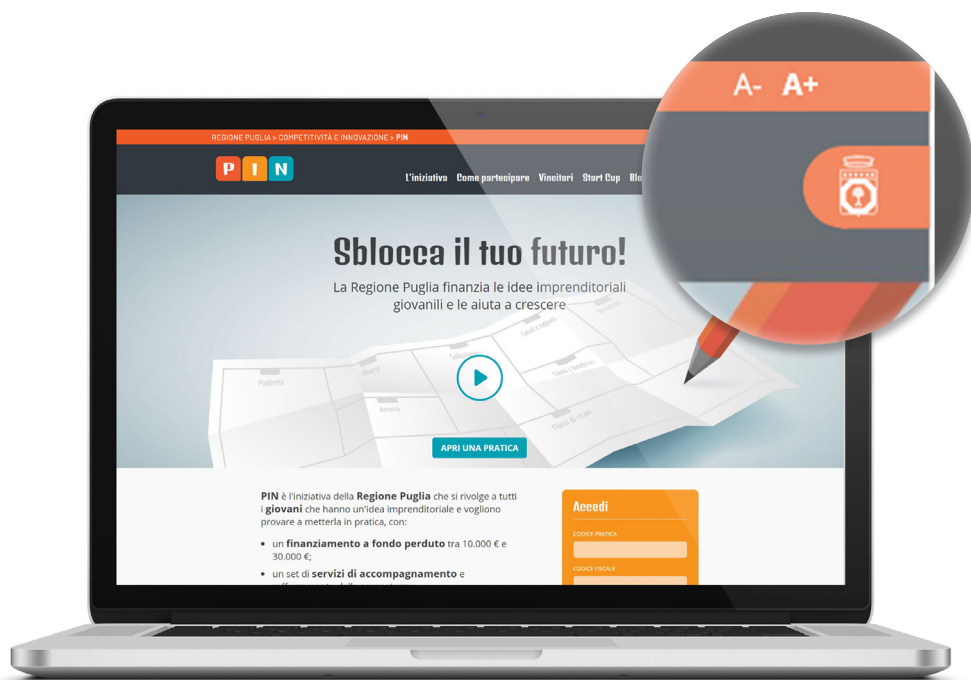 A- A+
REGIONE PUGLIA > COMPETITIVITÀ E INNOVAZIONE > PIN
PIN
L'iniziativa Come partecipare Vincitori Start Cup
Sblocca il tuo futuro!
La Regione Puglia finanzia le idee imprenditoriali
giovanili e le aiuta a crescere
Problema
APRI UNA PRATICA
PIN è l'iniziativa della Regione Puglia che si rivolge a tutti
i giovani che hanno un'idea imprenditoriale e vogliono
provare a metterla in pratica, con:
• un finanziamento a fondo perduto tra 10.000 € e
30.000 €;
• un set di servizi di accompagnamento e
Accedi
CODICE PRATICA
CODICE FISCALE